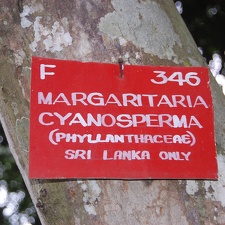 F 346
MARGARITARIA
CYANOSPERMA
(PHYLLANTHACEAE)
SRI LANKA ONLY